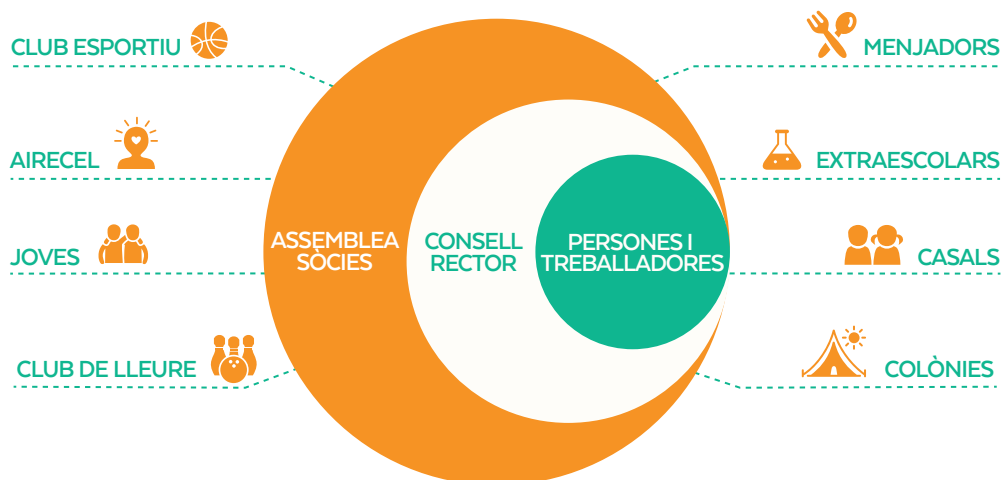 CLUB ESPORTIU
AIRECEL
JOVES
CLUB DE LLEURE
ASSEMBLEA
SÒCIES
CONSELL
RECTOR
PERSONES I
TREBALLADORES
MENJADORS
EXTRAESCOLARS
CASALS
COLÒNIES